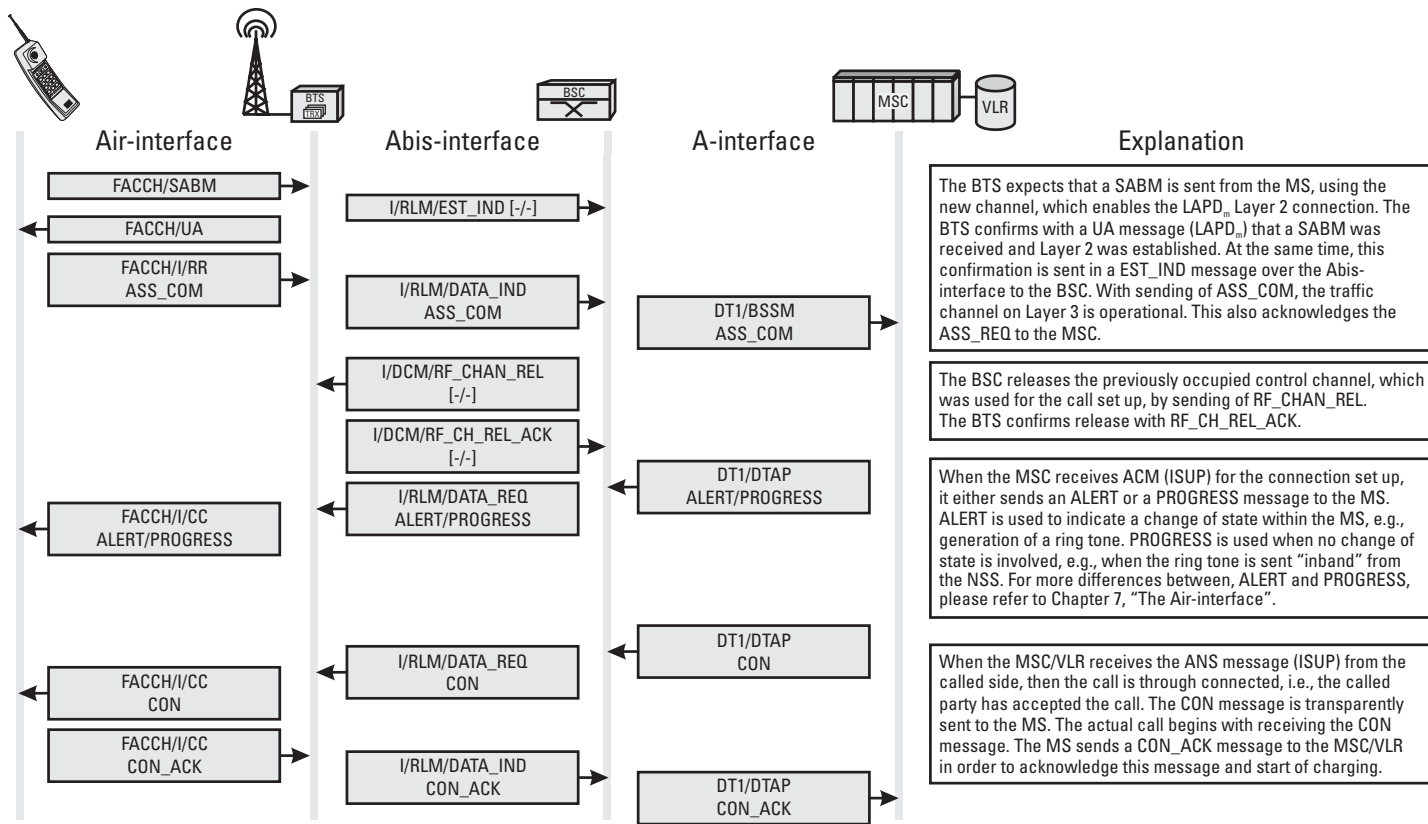 BTS
TRX
BSC
MSC
VLR
Air-interface
Abis-interface
A-interface
Explanation
FACCH/SABM
I/RLM/EST_IND [-/-]
FACCH/UA
FACCH/I/RR
ASS_COM
I/RLM/DATA_IND
ASS_COM
DT1/BSSM
ASS_COM
The BTS expects that a SABM is sent from the MS, using the
new channel, which enables the LAPDm Layer 2 connection. The
BTS confirms with a UA message (LAPDm) that a SABM was
received and Layer 2 was established. At the same time, this
confirmation is sent in a EST_IND message over the Abis-
interface to the BSC. With sending of ASS_COM, the traffic
channel on Layer 3 is operational. This also acknowledges the
ASS_REQ to the MSC.
I/DCM/RF_CHAN_REL
[-/-]
I/DCM/RF_CH_REL_ACK
[-/-]
The BSC releases the previously occupied control channel, which
was used for the call set up, by sending of RF_CHAN_REL.
The BTS confirms release with RF_CH_REL_ACK.
DT1/DTAP
ALERT/PROGRESS
I/RLM/DATA_REQ
ALERT/PROGRESS
FACCH/I/CC
ALERT/PROGRESS
When the MSC receives ACM (ISUP) for the connection set up,
it either sends an ALERT or a PROGRESS message to the MS.
ALERT is used to indicate a change of state within the MS, e.g.,
generation of a ring tone. PROGRESS is used when no change of
state is involved, e.g., when the ring tone is sent “inband” from
the NSS. For more differences between, ALERT and PROGRESS,
please refer to Chapter 7, “The Air-interface”.
DT1/DTAP
CON
I/RLM/DATA_REQ
CON
FACCH/I/CC
CON
FACCH/I/CC
CON_ACK
I/RLM/DATA_IND
CON_ACK
DT1/DTAP
CON_ACK
When the MSC/VLR receives the ANS message (ISUP) from the
called side, then the call is through connected, i.e., the called
party has accepted the call. The CON message is transparently
sent to the MS. The actual call begins with receiving the CON
message. The MS sends a CON_ACK message to the MSC/VLR
in order to acknowledge this message and start of charging.